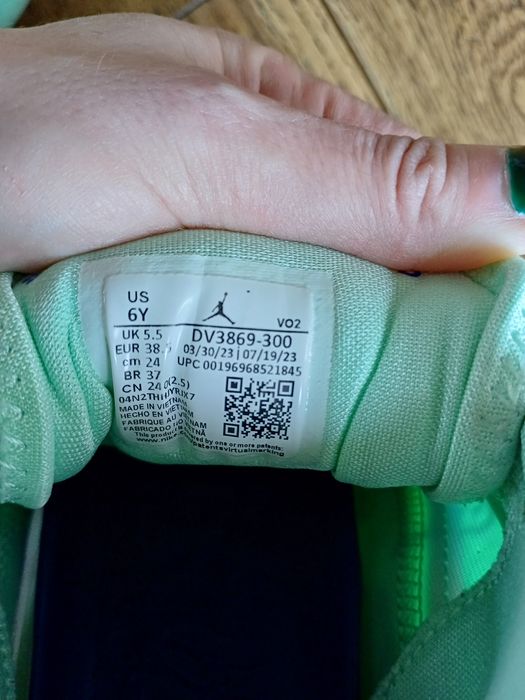 US
6Y
VO2
UK 5.5
DV3869-300
EUR 38.5
03/30/23 | 07/19/23
cm 24
UPC 00196968521845
BR 37
CN 240(2.5)
MADE IN VIETNAM
HECHO EN VIETNAM
FABRIQUE AU VIETNAM
FABRICADO NO VIETNÃ
This product covered by one or more patents